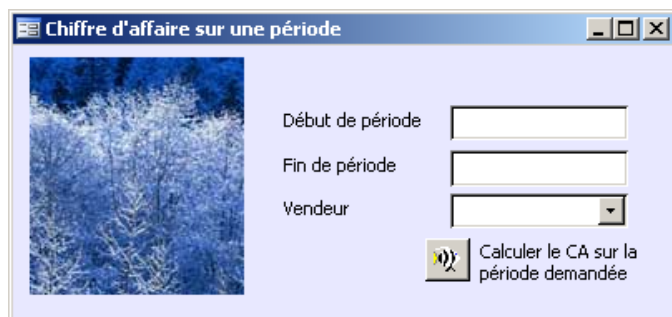 Chiffre d'affaire sur une période
Début de période
Fin de période
Vendeur
Calculer le CA sur la
période demandée